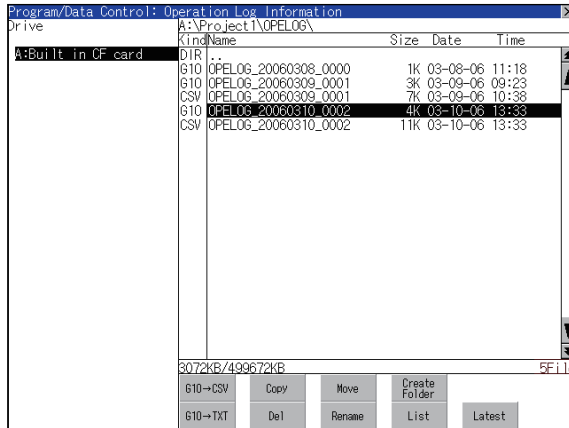 Program/Data Control: Operation Log Information
Drive A:\Project1\OPELOG\
Kind Name Size Date Time
A:Built in CF card DIR ..
G10 OPELOG_20060308_0000 1K 03-08-06 11:18
G10 OPELOG_20060309_0001 3K 03-09-06 09:23
CSV OPELOG_20060309_0001 7K 03-09-06 10:38
G10 OPELOG_20060310_0002 4K 03-10-06 13:33
CSV OPELOG_20060310_0002 11K 03-10-06 13:33
3072KB/499672KB 5Fil
G10→CSV Copy Move Create Folder
G10→TXT Del Rename List Latest